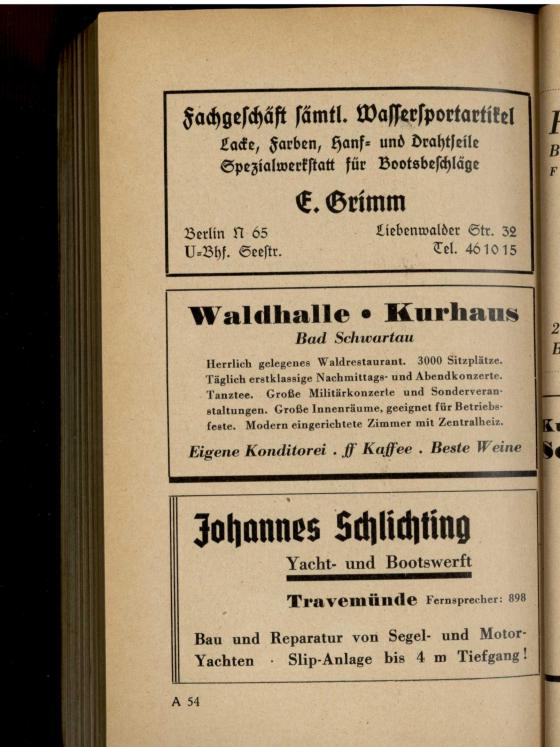 Fachgeschäft sämtl. Wassersportartikel
Lacke, Farben, Hanf= und Drahtseile
Spezialwerkstatt für Bootsbeschläge
E. Grimm
Berlin N 65 Liebenwalder Str. 32
U=Bhf. Seestr. Tel. 46 10 15
Waldhalle • Kurhaus
Bad Schwartau
Herrlich gelegenes Waldrestaurant. 3000 Sitzplätze.
Täglich erstklassige Nachmittags- und Abendkonzerte.
Tanztee. Große Militärkonzerte und Sonderveran-
staltungen. Große Innenräume, geeignet für Betriebs-
feste. Modern eingerichtete Zimmer mit Zentralheiz.
Eigene Konditorei . ff Kaffee . Beste Weine
Johannes Schlichting
Yacht- und Bootswerft
Travemünde Fernsprecher: 898
Bau und Reparatur von Segel- und Motor-
Yachten · Slip-Anlage bis 4 m Tiefgang!
A 54